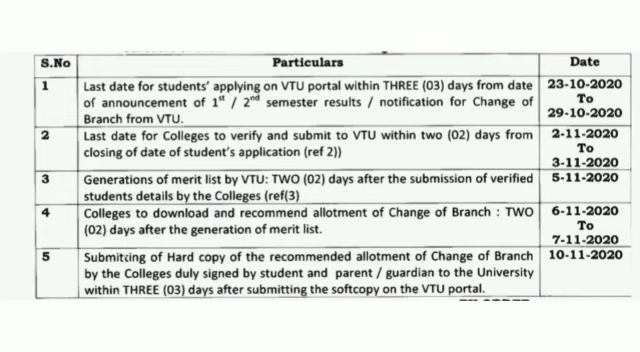 S.No Particulars Date
1 Last date for students' applying on VTU portal within THREE (03) days from date 23-10-2020
of announcement of 1st / 2nd semester results / notification for Change of To
Branch from VTU. 29-10-2020
2 Last date for Colleges to verify and submit to VTU within two (02) days from 2-11-2020
closing of date of student's application (ref 2)) To
3-11-2020
3 Generations of merit list by VTU: TWO (02) days after the submission of verified 5-11-2020
students details by the Colleges (ref(3)
4 Colleges to download and recommend allotment of Change of Branch : TWO 6-11-2020
(02) days after the generation of merit list. To
7-11-2020
5 Submitting of Hard copy of the recommended allotment of Change of Branch 10-11-2020
by the Colleges duly signed by student and parent / guardian to the University
within THREE (03) days after submitting the softcopy on the VTU portal.